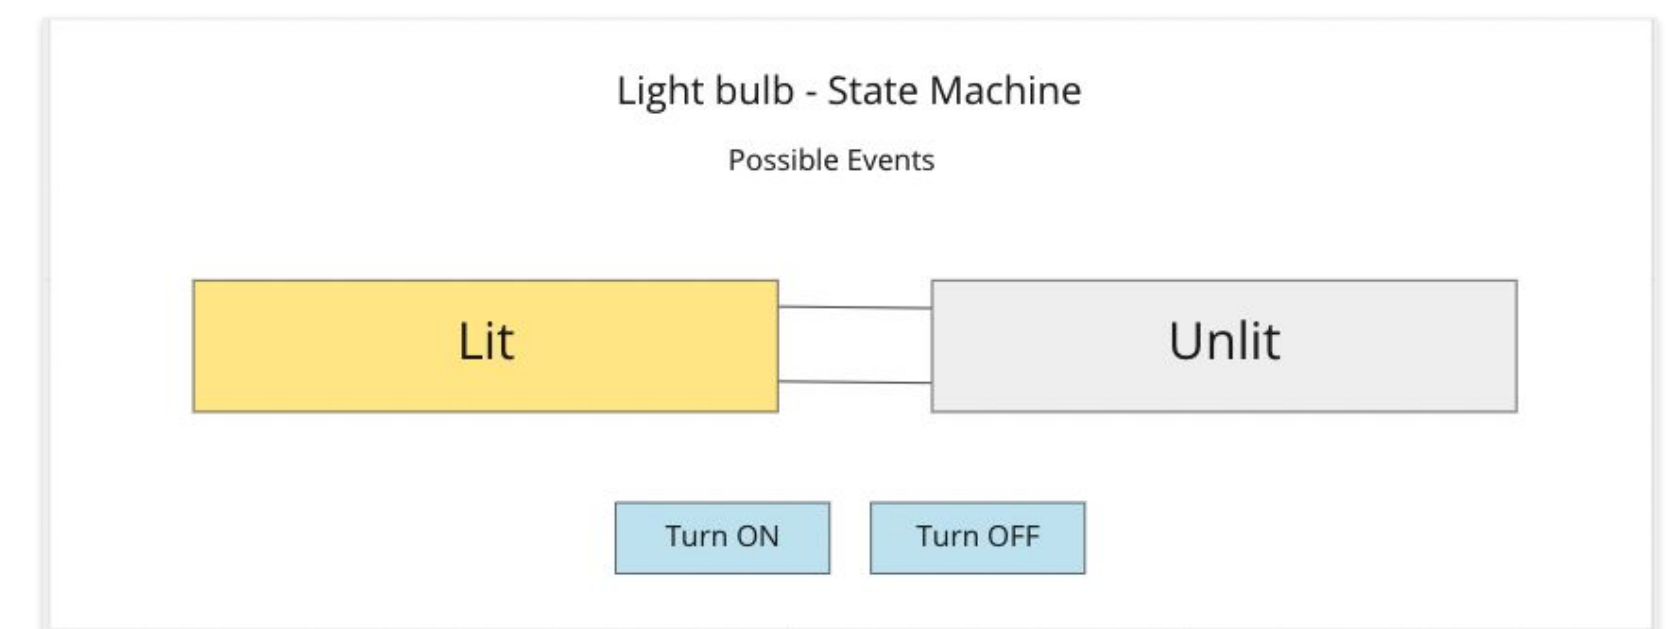 Light bulb - State Machine
Possible Events
Lit
Unlit
Turn ON
Turn OFF